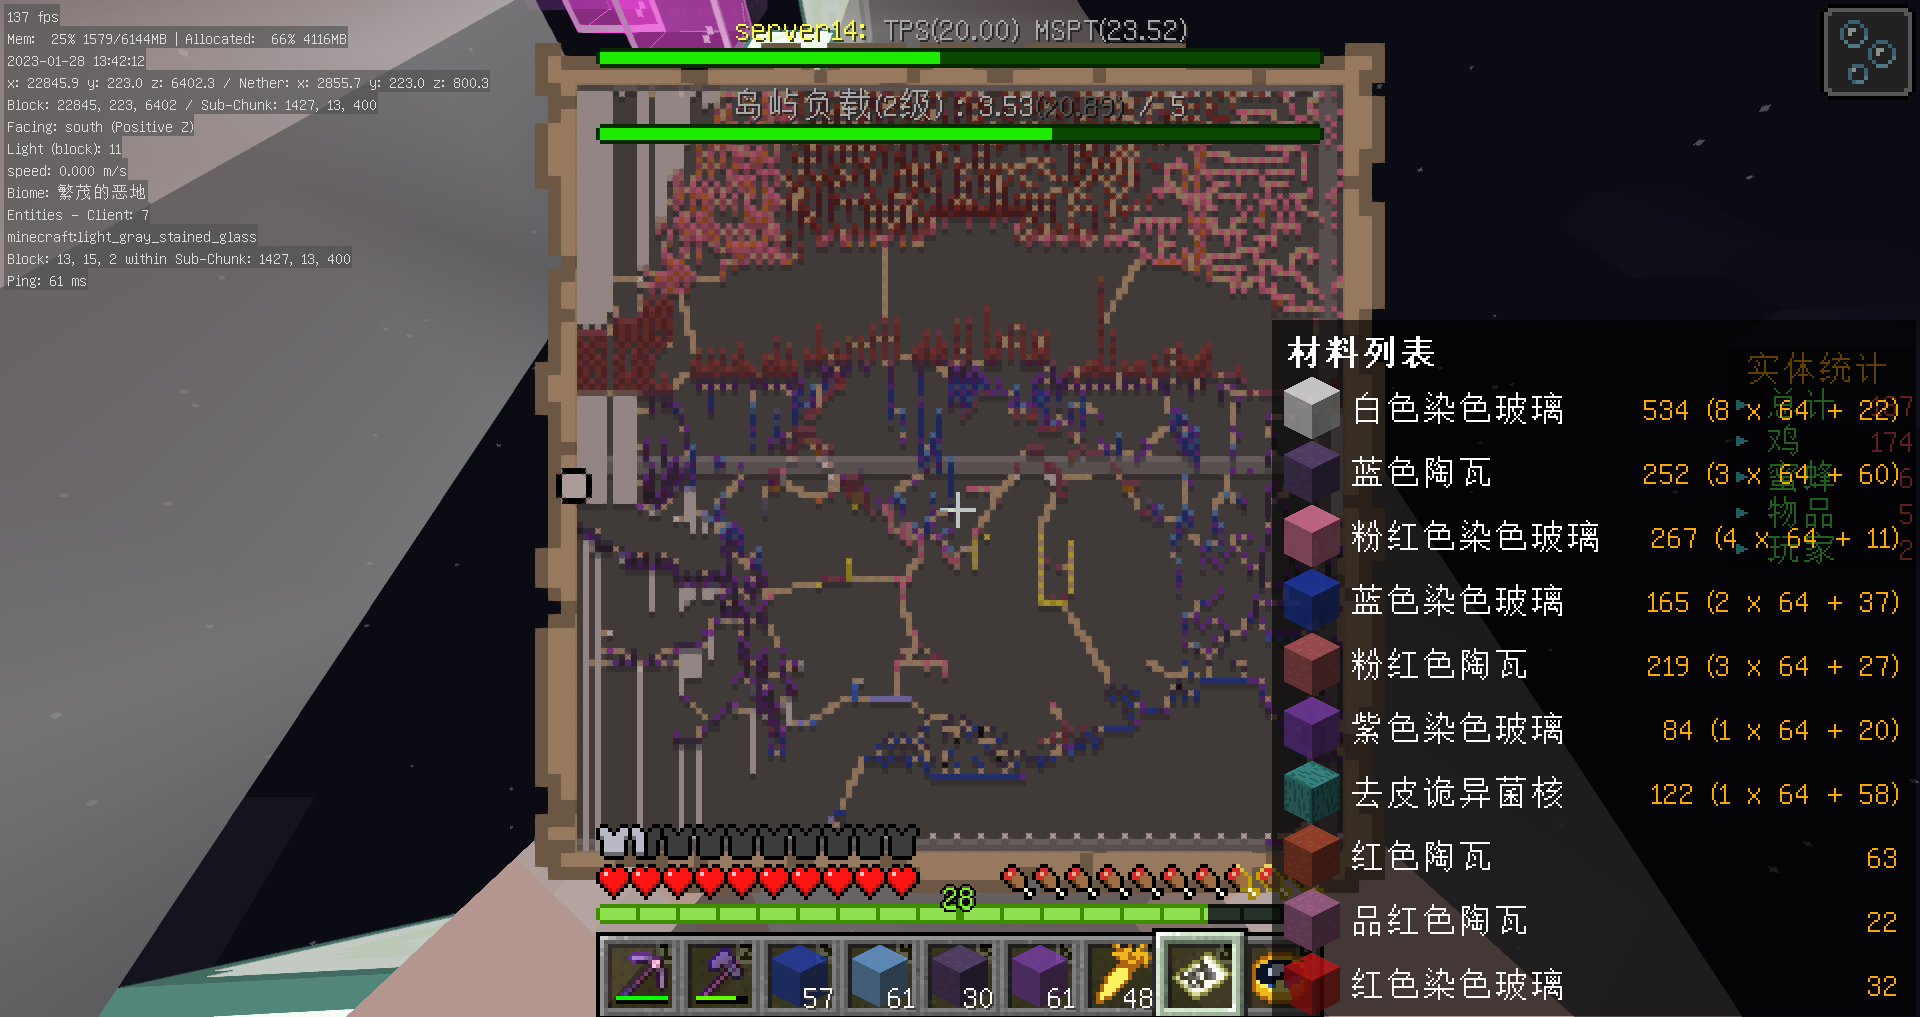 137 fps
Mem: 25% 1579/6144MB | Allocated: 66% 4116MB
2023-01-28 13:42:12
x: 22845.9 y: 223.0 z: 6402.3 / Nether: x: 2855.7 y: 223.0 z: 800.3
Block: 22845, 223, 6402 / Sub-Chunk: 1427, 13, 400
Facing: south (Positive Z)
Light (block): 11
speed: 0.000 m/s
Biome: 繁茂的恶地
Entities - Client: 7
minecraft:light_gray_stained_glass
Block: 13, 15, 2 within Sub-Chunk: 1427, 13, 400
Ping: 61 ms
server14: TPS(20.00) MSPT(23.52)
岛屿负载(2级): 3.53(x0.89) / 5
材料列表
白色染色玻璃 534 (8 x 64 + 22)
蓝色陶瓦 252 (3 x 64 + 60)
粉红色染色玻璃 267 (4 x 64 + 11)
蓝色染色玻璃 165 (2 x 64 + 37)
粉红色陶瓦 219 (3 x 64 + 27)
紫色染色玻璃 84 (1 x 64 + 20)
去皮诡异菌核 122 (1 x 64 + 58)
红色陶瓦 63
品红色陶瓦 22
红色染色玻璃 32
实体统计
总计
鸡 174
蜜蜂 6
物品 5
玩家 2
28
57 61 30 61 48